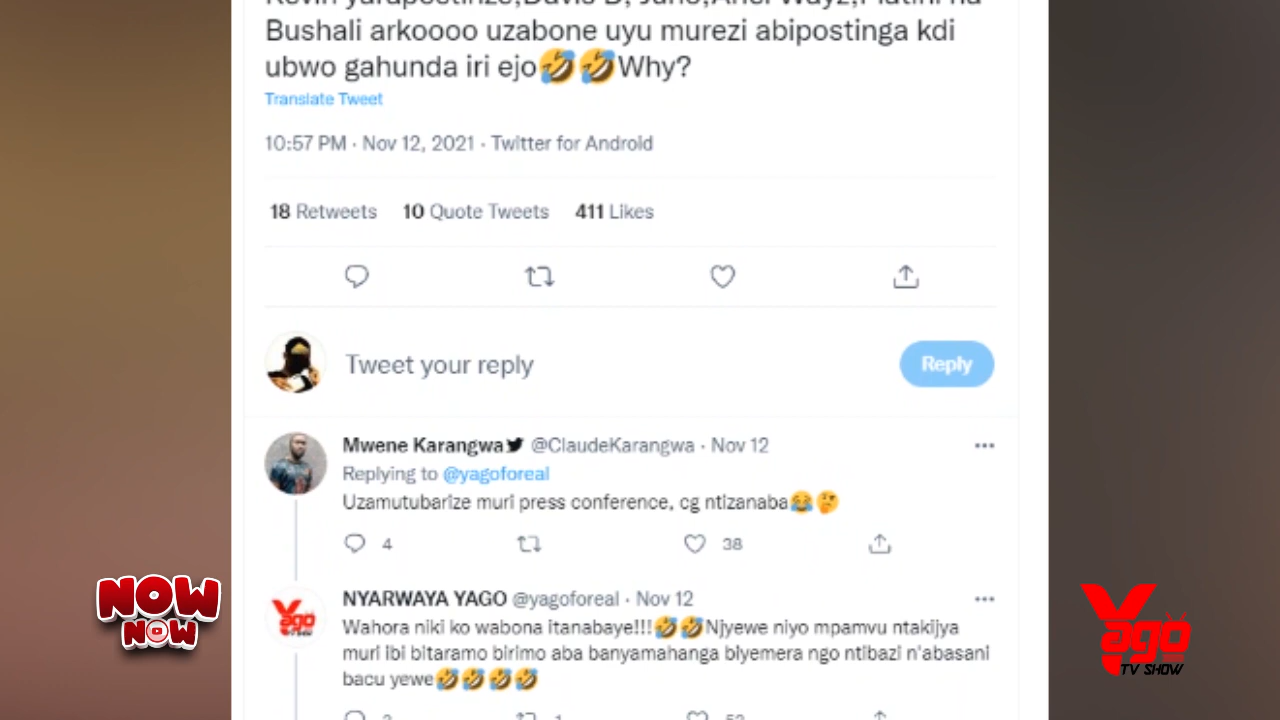 Kevin
Bushali arkoooo uzabone uyu murezi abipostinga kdi
ubwo gahunda iri ejo🤣🤣Why?
Translate Tweet
10:57 PM · Nov 12, 2021 · Twitter for Android
18 Retweets 10 Quote Tweets 411 Likes
Tweet your reply
Reply
Mwene Karangwa @ClaudeKarangwa · Nov 12
Replying to @yagoforeal
Uzamutubarize muri press conference, cg ntizanaba😂🤔
4 38
NYARWAYA YAGO @yagoforeal · Nov 12
Wahora niki ko wabona itanabaye!!!🤣🤣Njyewe niyo mpamvu ntakijya
muri ibi bitaramo birimo aba banyamahanga biyemera ngo ntibazi n'abasani
bacu yewe🤣🤣🤣🤣
NOW
NOW
Yago
TV SHOW